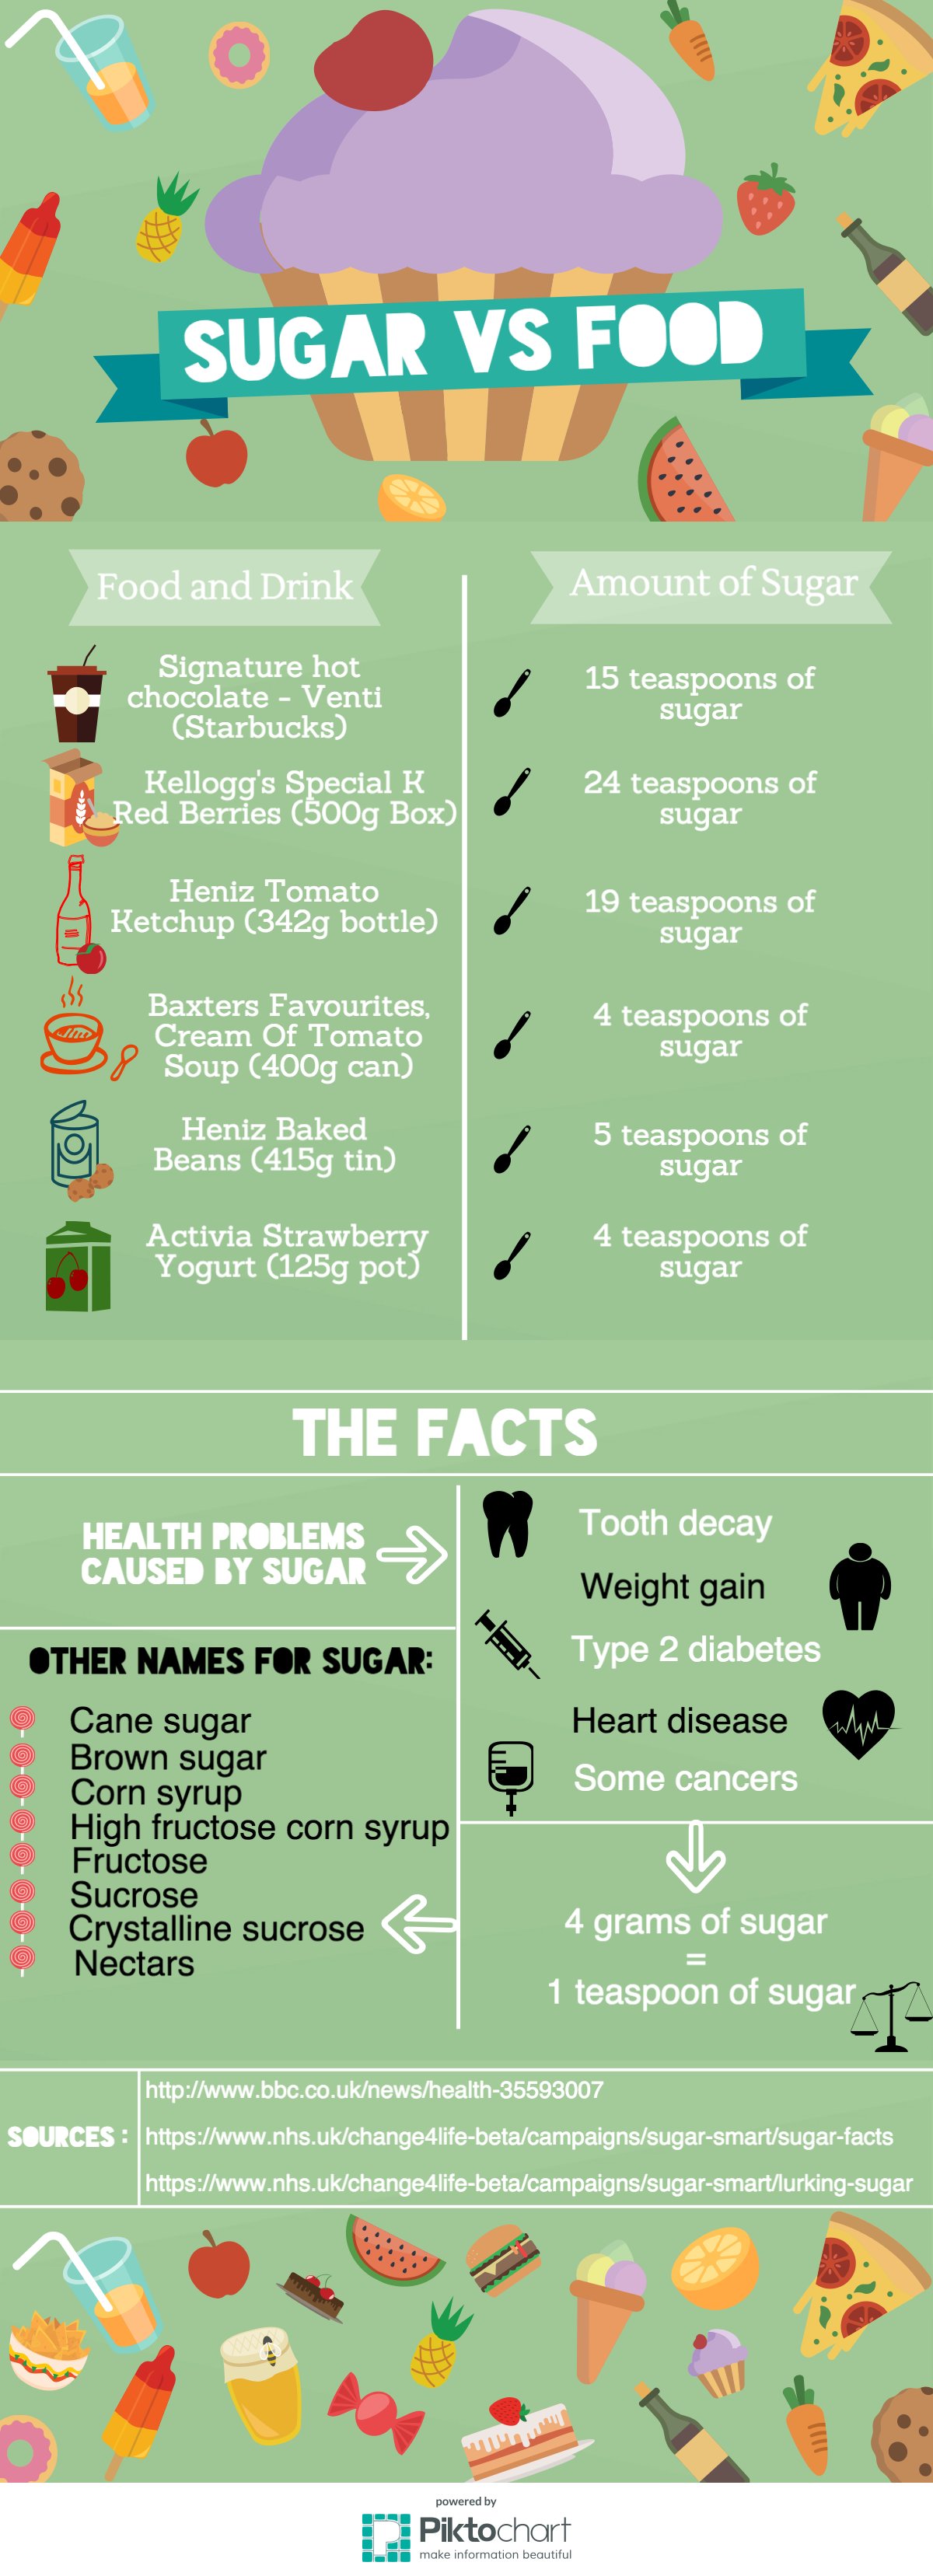 SUGAR VS FOOD
Food and Drink
Amount of Sugar
Signature hot
chocolate - Venti
(Starbucks)
15 teaspoons of
sugar
Kellogg's Special K
Red Berries (500g Box)
24 teaspoons of
sugar
Heniz Tomato
Ketchup (342g bottle)
19 teaspoons of
sugar
Baxters Favourites,
Cream Of Tomato
Soup (400g can)
4 teaspoons of
sugar
Heniz Baked
Beans (415g tin)
5 teaspoons of
sugar
Activia Strawberry
Yogurt (125g pot)
4 teaspoons of
sugar
THE FACTS
HEALTH PROBLEMS
CAUSED BY SUGAR
Tooth decay
Weight gain
Type 2 diabetes
Heart disease
Some cancers
4 grams of sugar
=
1 teaspoon of sugar
OTHER NAMES FOR SUGAR:
Cane sugar
Brown sugar
Corn syrup
High fructose corn syrup
Fructose
Sucrose
Crystalline sucrose
Nectars
SOURCES :
http://www.bbc.co.uk/news/health-35593007
https://www.nhs.uk/change4life-beta/campaigns/sugar-smart/sugar-facts
https://www.nhs.uk/change4life-beta/campaigns/sugar-smart/lurking-sugar
powered by
Piktochart
make information beautiful